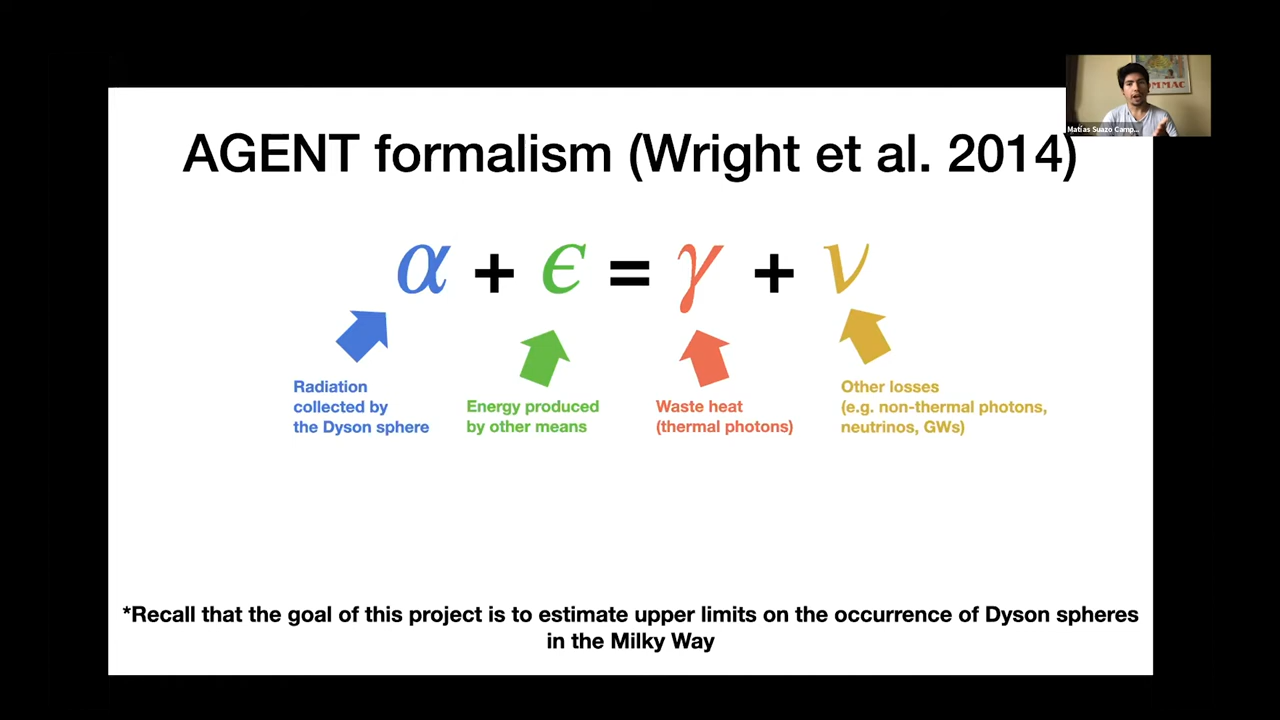 AGENT formalism (Wright et al. 2014)
α + ϵ = γ + ν
Radiation
collected by
the Dyson sphere
Energy produced
by other means
Waste heat
(thermal photons)
Other losses
(e.g. non-thermal photons,
neutrinos, GWs)
*Recall that the goal of this project is to estimate upper limits on the occurrence of Dyson spheres
in the Milky Way
Matías Suazo Camp...